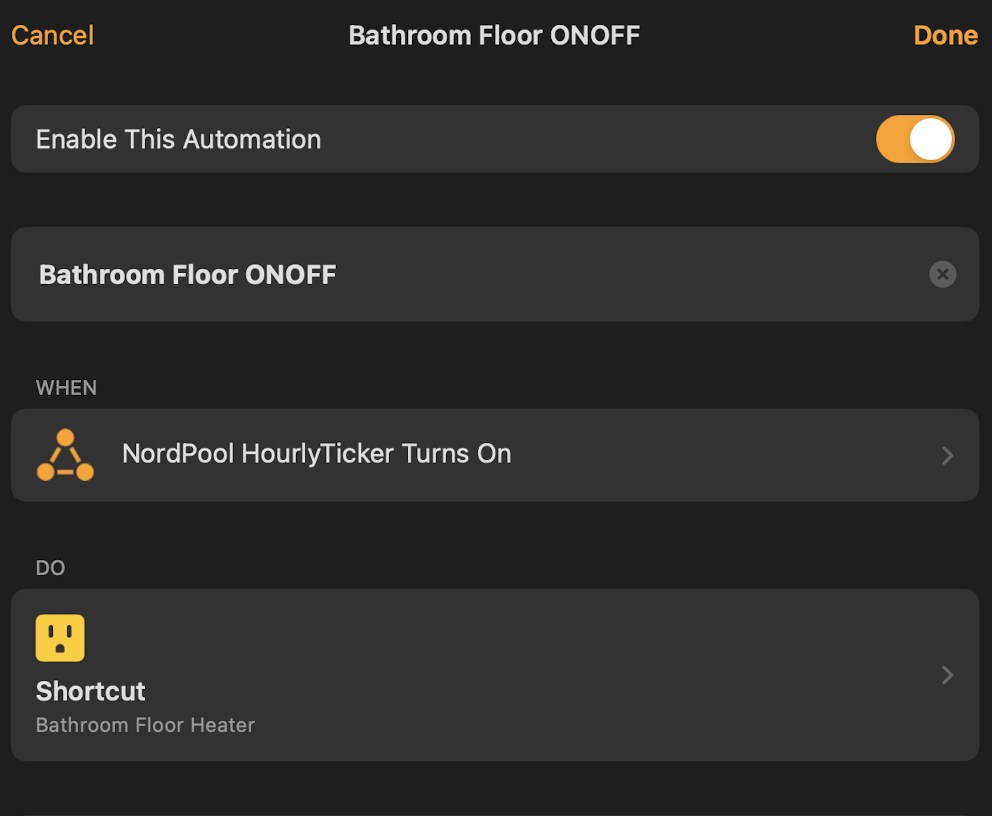 Cancel
Bathroom Floor ONOFF
Done
Enable This Automation
Bathroom Floor ONOFF
WHEN
NordPool HourlyTicker Turns On
DO
Shortcut
Bathroom Floor Heater